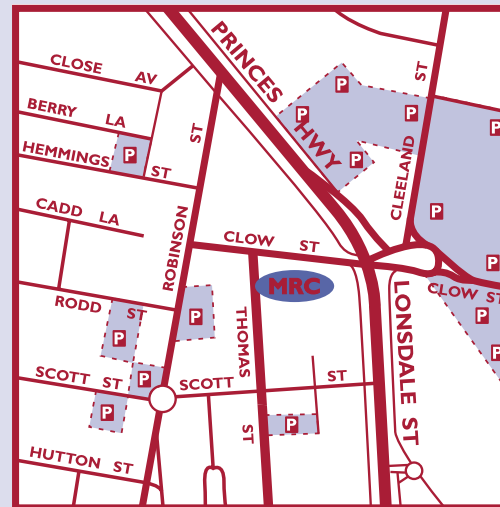 PRINCES
HWY
ST
CLOSE AV
P
P
BERRY LA
P
P
P
ST
HEMMINGS ST
P
P
CLEELAND
CADD LA
P
ROBINSON
CLOW ST
P
MRC
CLOW ST
RODD ST
P
THOMAS
LONSDALE ST
P
P
P
SCOTT ST
P
SCOTT ST
P
P
ST
HUTTON ST